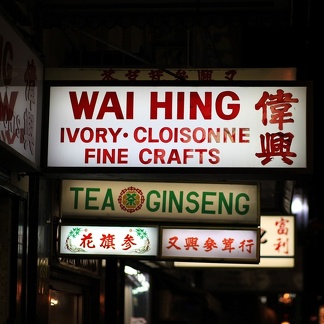 WAI HING
IVORY · CLOISONNE
FINE CRAFTS
偉興
TEA 茶 GINSENG
花旗參
又興參茸行
富利